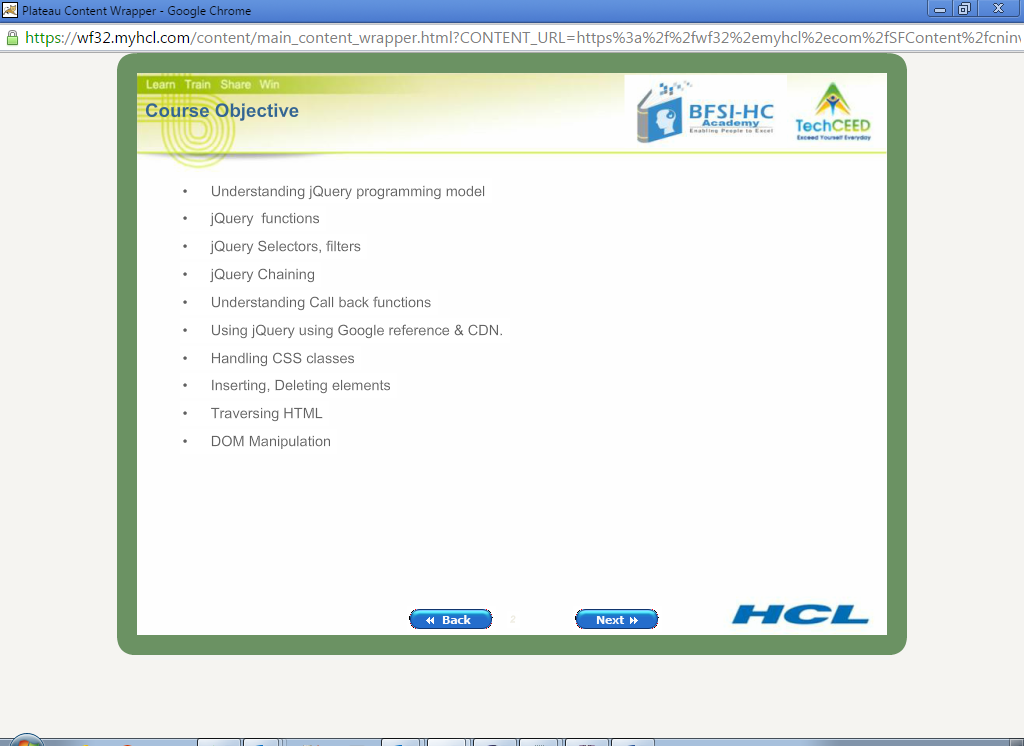 Plateau Content Wrapper - Google Chrome
https://wf32.myhcl.com/content/main_content_wrapper.html?CONTENT_URL=https%3a%2f%2fwf32%2emyhcl%2ecom%2fSFContent%2fcninv
Learn Train Share Win
Course Objective
BFSI-HC
Academy
Enabling People to Excel
TechCEED
Exceed Yourself Everyday
• Understanding jQuery programming model
• jQuery functions
• jQuery Selectors, filters
• jQuery Chaining
• Understanding Call back functions
• Using jQuery using Google reference & CDN.
• Handling CSS classes
• Inserting, Deleting elements
• Traversing HTML
• DOM Manipulation
Back 2 Next
HCL